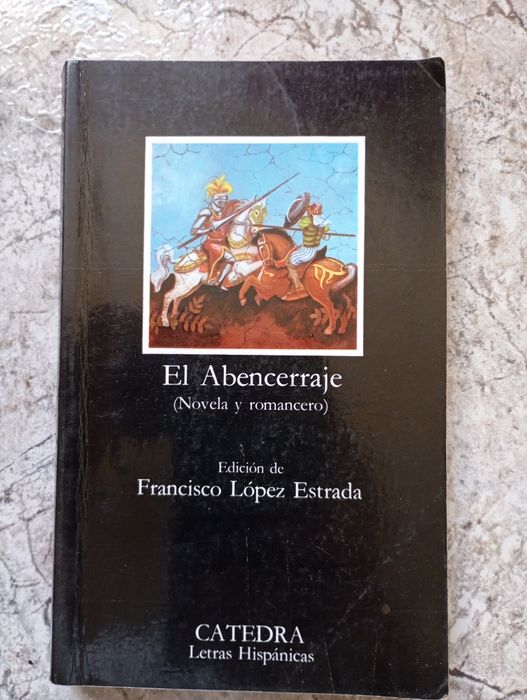 El Abencerraje
(Novela y romancero)
Edición de
Francisco López Estrada
CATEDRA
Letras Hispánicas